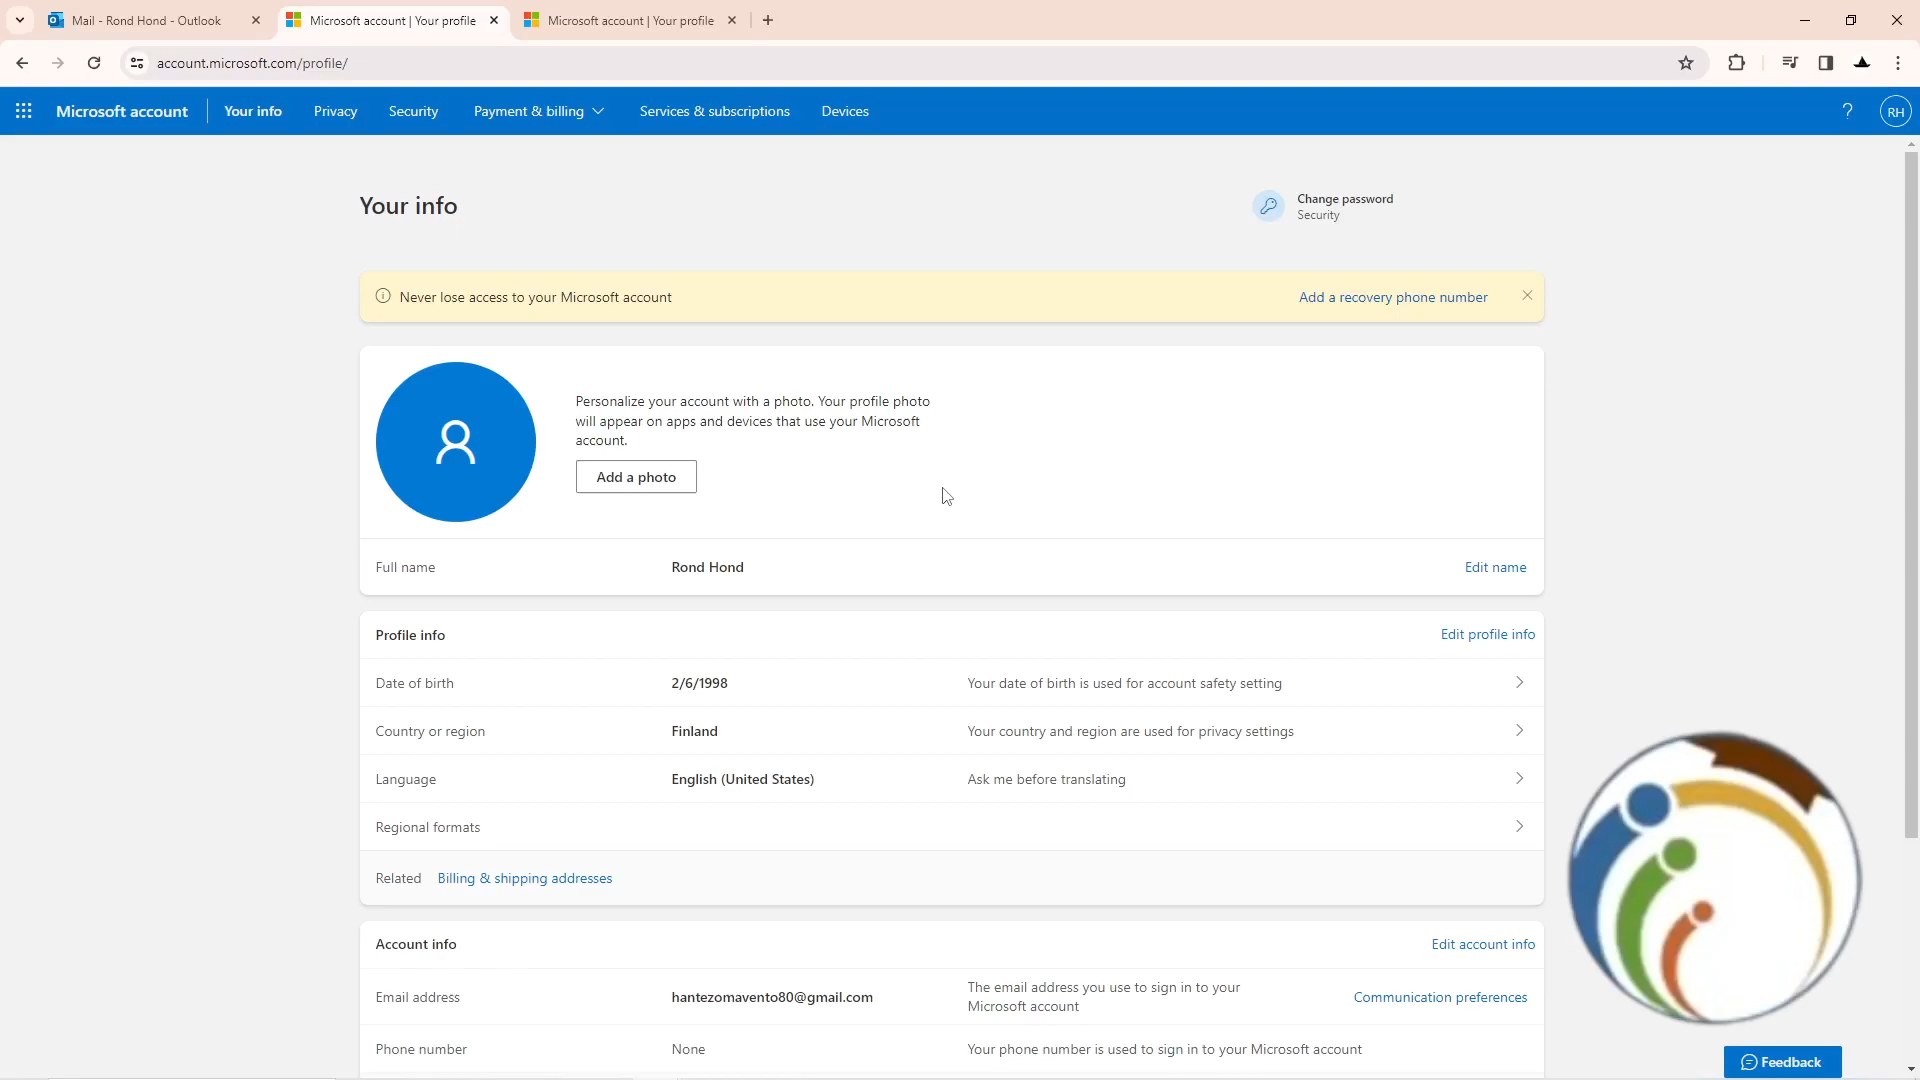 Mail - Rond Hond - Outlook
Microsoft account | Your profile
Microsoft account | Your profile
account.microsoft.com/profile/
Microsoft account
Your info
Privacy
Security
Payment & billing
Services & subscriptions
Devices
?
RH
Your info
Change password
Security
Never lose access to your Microsoft account
Add a recovery phone number
Personalize your account with a photo. Your profile photo
will appear on apps and devices that use your Microsoft
account.
Add a photo
Full name
Rond Hond
Edit name
Profile info
Edit profile info
Date of birth
2/6/1998
Your date of birth is used for account safety setting
Country or region
Finland
Your country and region are used for privacy settings
Language
English (United States)
Ask me before translating
Regional formats
Related
Billing & shipping addresses
Account info
Edit account info
Email address
hantezomavento80@gmail.com
The email address you use to sign in to your
Microsoft account
Communication preferences
Phone number
None
Your phone number is used to sign in to your Microsoft account
Feedback